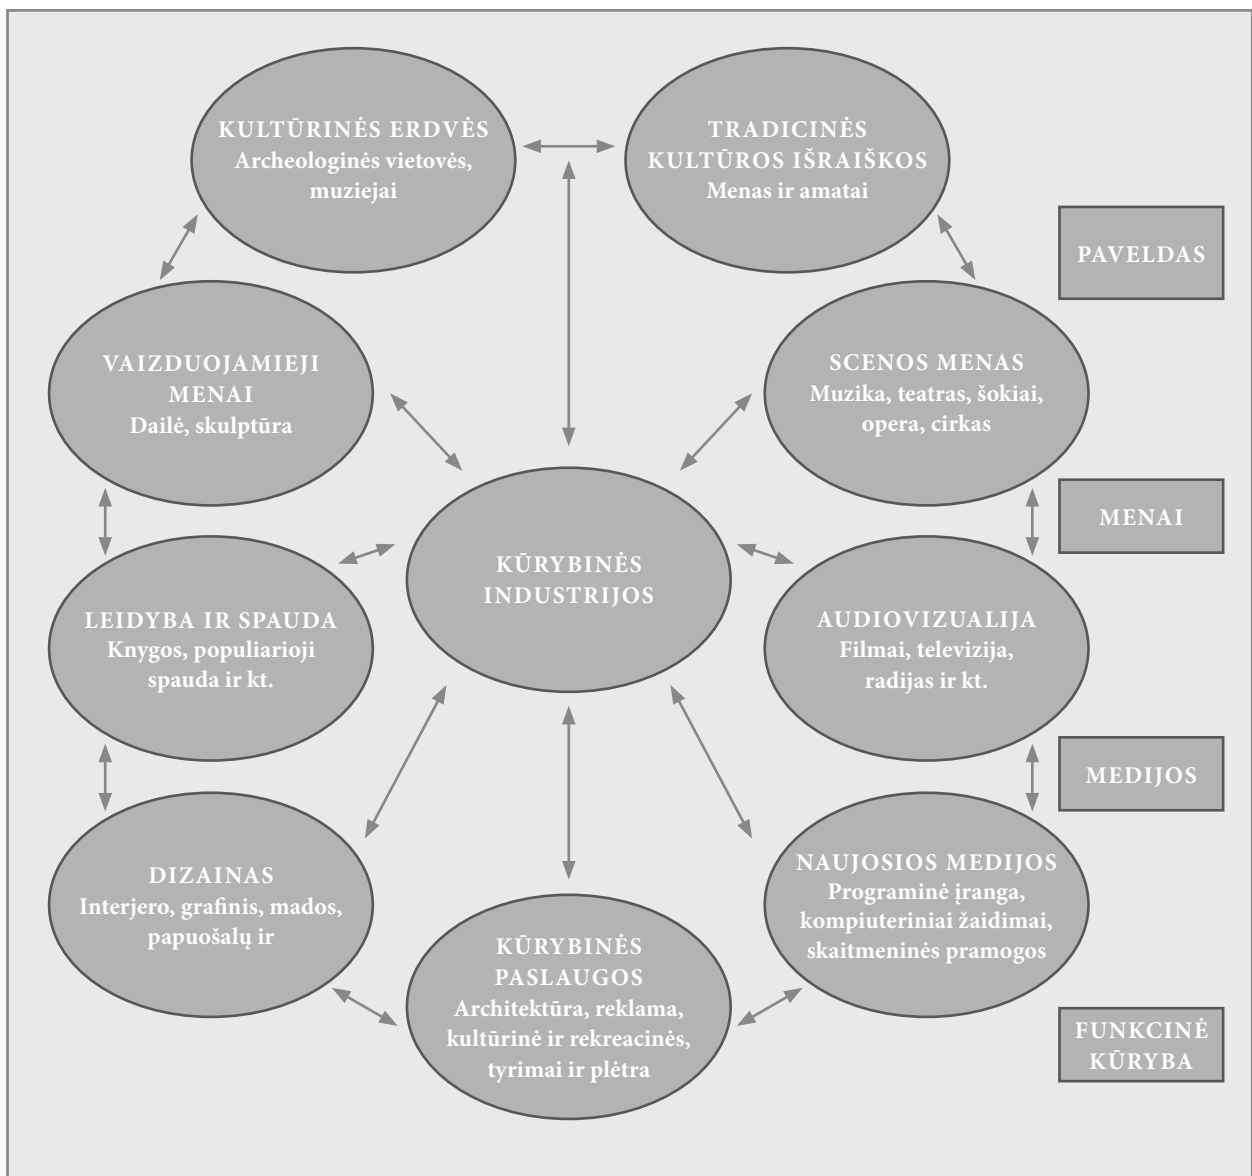 KULTŪRINĖS ERDVĖS
Archeologinės vietovės,
muziejai
TRADICINĖS
KULTŪROS IŠRAIŠKOS
Menas ir amatai
PAVELDAS
VAIZDUOJAMIEJI
MENAI
Dailė, skulptūra
SCENOS MENAS
Muzika, teatras, šokiai,
opera, cirkas
MENAI
KŪRYBINĖS
INDUSTRIJOS
LEIDYBA IR SPAUDA
Knygos, populiarioji
spauda ir kt.
AUDIOVIZUALIJA
Filmai, televizija,
radijas ir kt.
MEDIJOS
DIZAINAS
Interjero, grafinis, mados,
papuošalų ir
KŪRYBINĖS
PASLAUGOS
Architektūra, reklama,
kultūrinė ir rekreacinės,
tyrimai ir plėtra
NAUJOSIOS MEDIJOS
Programinė įranga,
kompiuteriniai žaidimai,
skaitmeninės pramogos
FUNKCINĖ
KŪRYBA